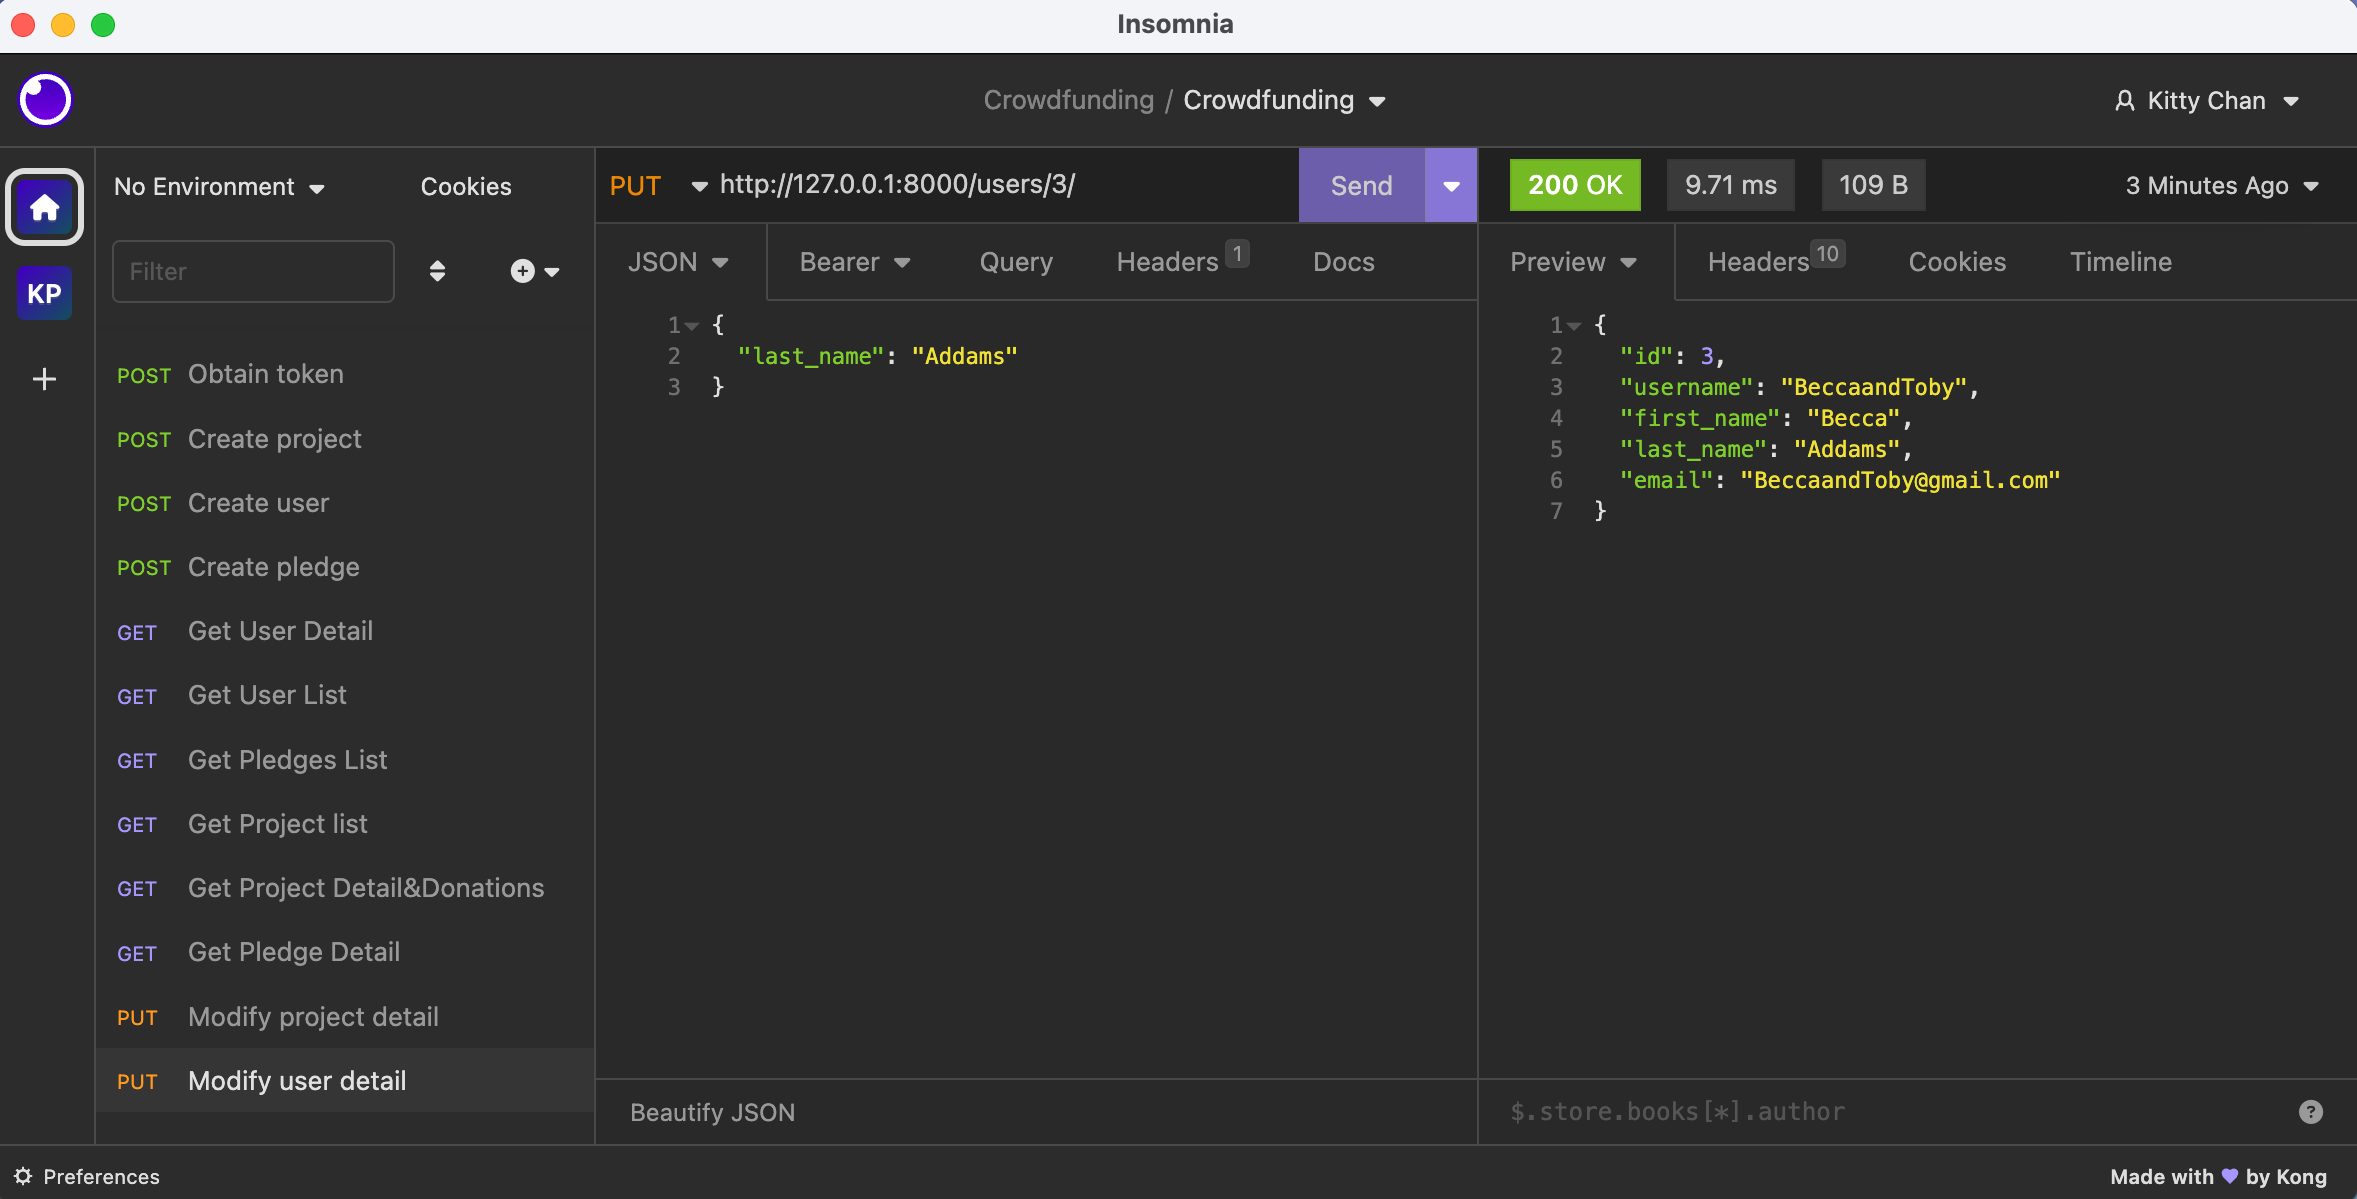 Insomnia
Crowdfunding / Crowdfunding
Kitty Chan
KP
No Environment
Cookies
Filter
POST Obtain token
POST Create project
POST Create user
POST Create pledge
GET Get User Detail
GET Get User List
GET Get Pledges List
GET Get Project list
GET Get Project Detail&Donations
GET Get Pledge Detail
PUT Modify project detail
PUT Modify user detail
PUT http://127.0.0.1:8000/users/3/ Send
JSON Bearer Query Headers 1 Docs
1 {
2 "last_name": "Addams"
3 }
Beautify JSON
200 OK 9.71 ms 109 B 3 Minutes Ago
Preview Headers 10 Cookies Timeline
1 {
2 "id": 3,
3 "username": "BeccaandToby",
4 "first_name": "Becca",
5 "last_name": "Addams",
6 "email": "BeccaandToby@gmail.com"
7 }
$.store.books[*].author
?
Preferences
Made with 💜 by Kong